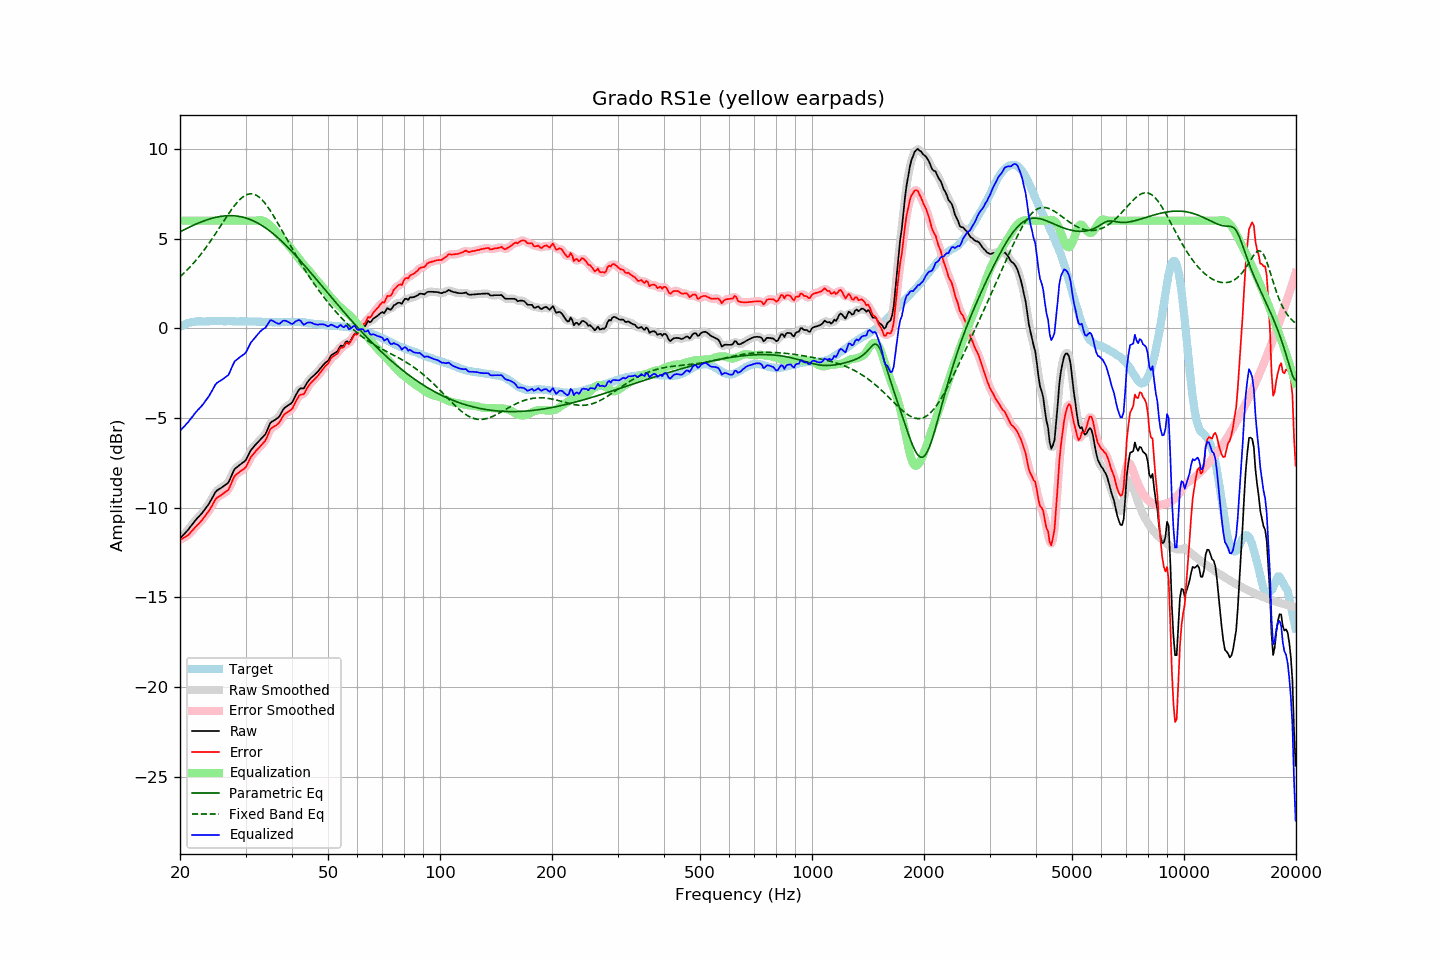 Grado RS1e (yellow earpads)
Amplitude (dBr)
10
5
0
−5
−10
−15
−20
−25
Target
Raw Smoothed
Error Smoothed
Raw
Error
Equalization
Parametric Eq
Fixed Band Eq
Equalized
20 50 100 200 500 1000 2000 5000 10000 20000
Frequency (Hz)